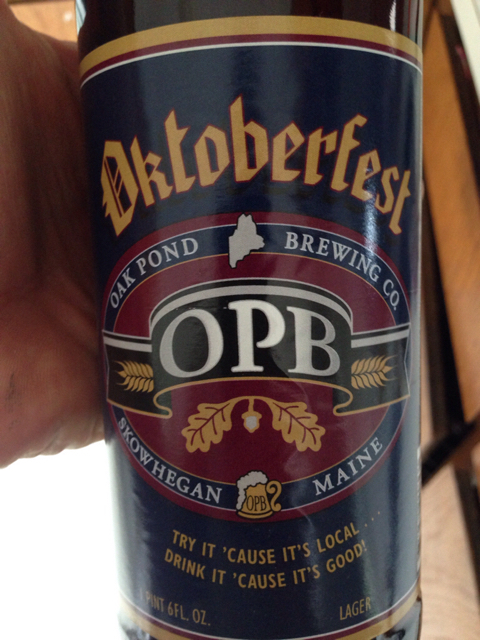 Oktoberfest
OAK POND BREWING CO.
OPB
SKOWHEGAN MAINE
OPB
TRY IT 'CAUSE IT'S LOCAL...
DRINK IT 'CAUSE IT'S GOOD!
PINT 6FL. OZ. LAGER